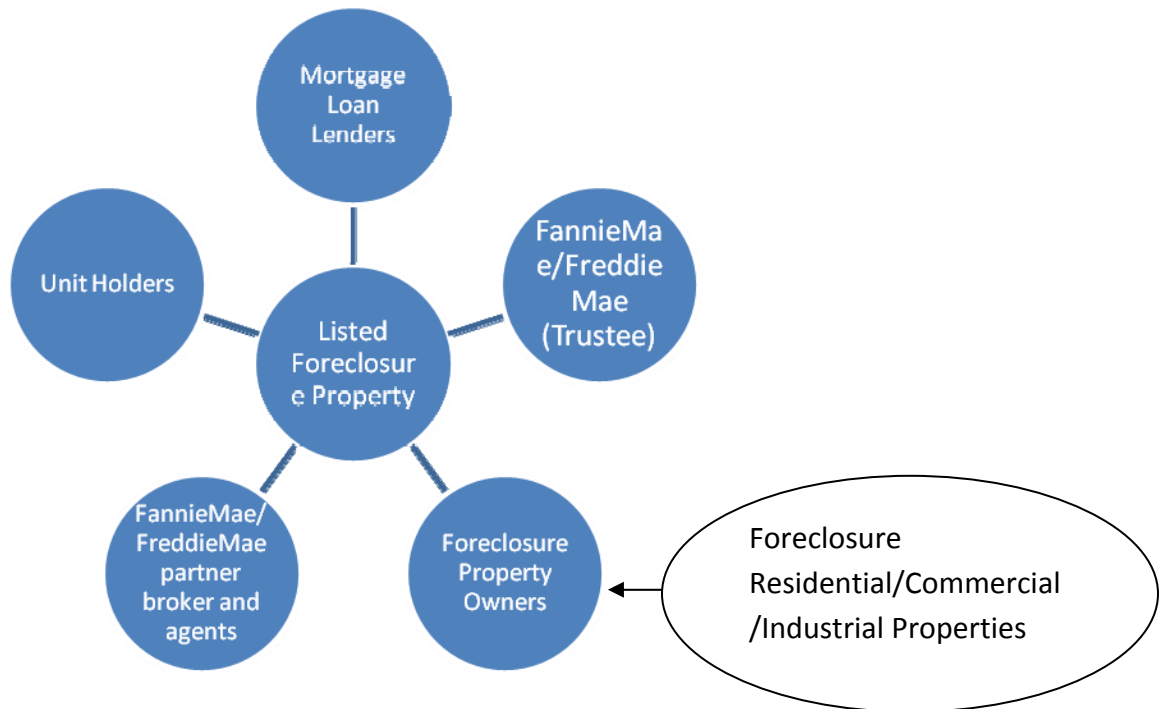 Mortgage
Loan
Lenders
FannieMa
e/Freddie
Mae
(Trustee)
Unit Holders
Listed
Foreclosur
e Property
FannieMae/
FreddieMae
partner
broker and
agents
Foreclosure
Property
Owners
Foreclosure
Residential/Commercial
/Industrial Properties